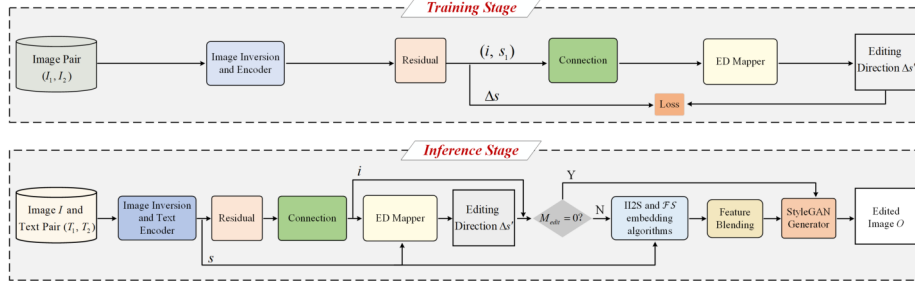 Training Stage
Image Pair
(I₁, I₂)
Image Inversion
and Encoder
Residual
(i, s₁)
Δs
Connection
ED Mapper
Loss
Editing
Direction Δs'
Inference Stage
Image I and
Text Pair (T₁, T₂)
Image Inversion
and Text
Encoder
Residual
Connection
i
s
ED Mapper
Editing
Direction Δs'
M_edit = 0?
Y
N
II2S and ℱS
embedding
algorithms
Feature
Blending
StyleGAN
Generator
Edited
Image O